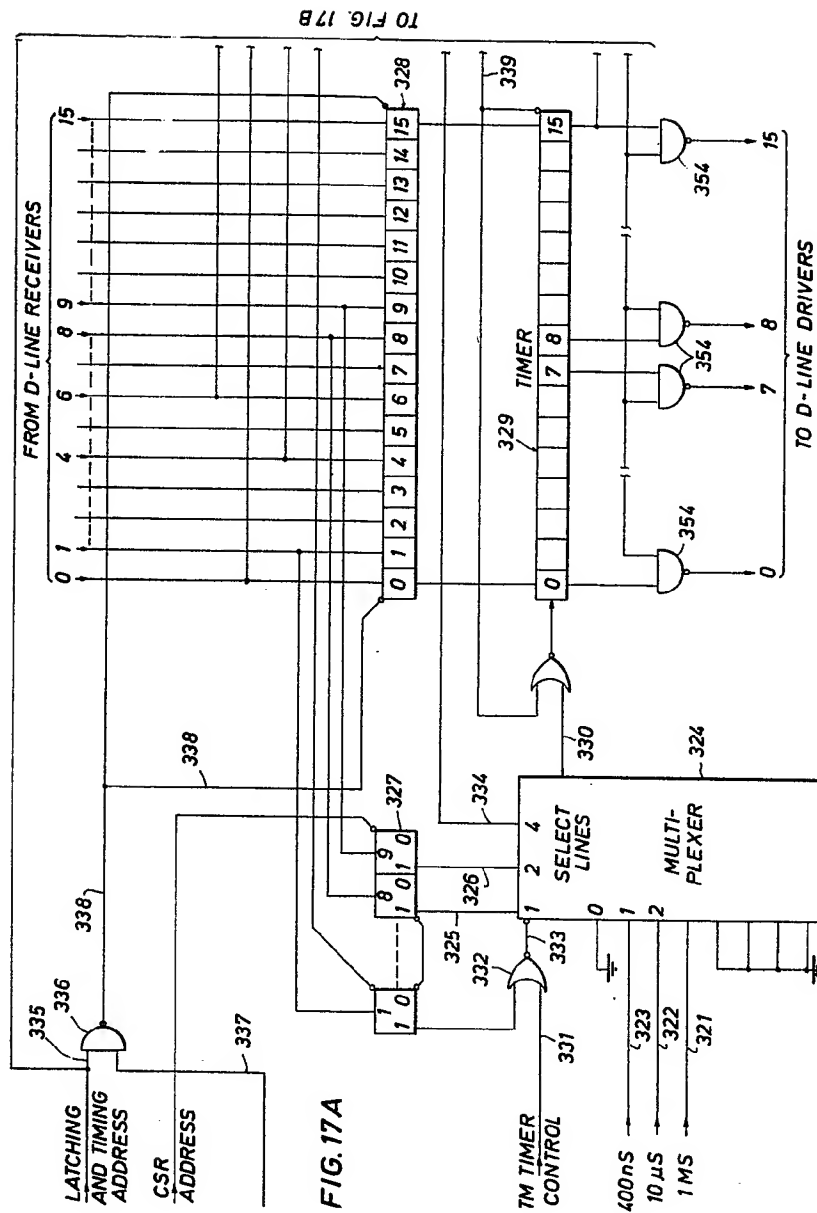 TO FIG. 17B
FROM D-LINE RECEIVERS
0 1 4 6 8 9 15
338
335
336
337
LATCHING
AND TIMING
ADDRESS
CSR
ADDRESS
338
328
0 1 2 3 4 5 6 7 8 9 10 11 12 13 14 15
327
1 8 9
1 0 1 0 1 0
339
FIG. 17A
TIMER
329
0 7 8 15
334
326
325
333
332
331
330
TM TIMER
CONTROL
1 2 4
SELECT
LINES
MULTI-
PLEXER
324
0
1
2
400nS
10 µS
1 MS
323
322
321
354
354
354
0 7 8 15
TO D-LINE DRIVERS